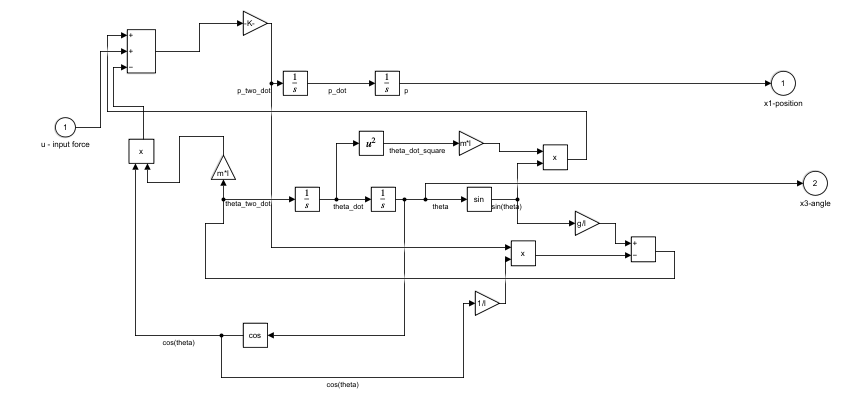 -K-
+
+
−
1
s
1
s
1
p_two_dot
p_dot
p
x1-position
1
u - input force
x
u²
m*l
theta_dot_square
x
m*l
1
s
1
s
sin
2
theta_two_dot
theta_dot
theta
sin(theta)
x3-angle
g/l
x
+
−
1/l
cos
cos(theta)
cos(theta)